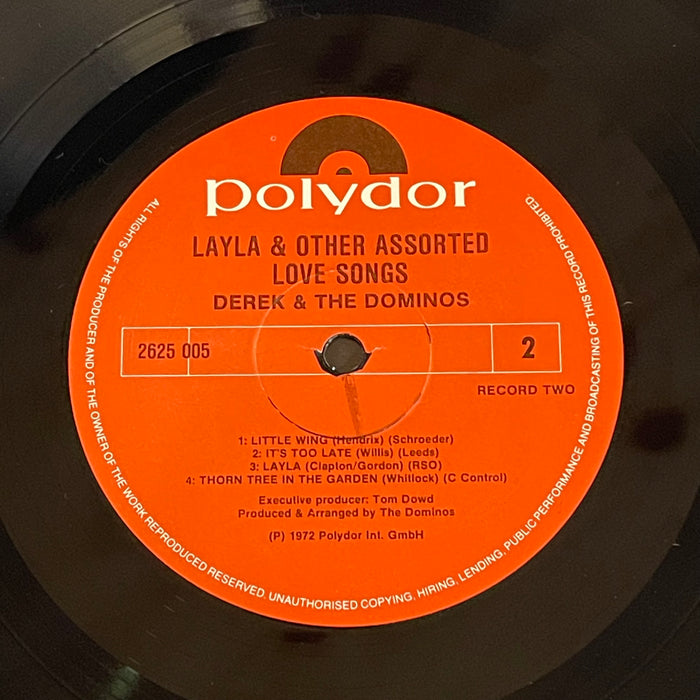 polydor
LAYLA & OTHER ASSORTED
LOVE SONGS
DEREK & THE DOMINOS
2625 005
2
RECORD TWO
1: LITTLE WING (Hendrix) (Schroeder)
2: IT'S TOO LATE (Willis) (Leeds)
3: LAYLA (Clapton/Gordon) (RSO)
4: THORN TREE IN THE GARDEN (Whitlock) (C Control)
Executive producer: Tom Dowd
Produced & Arranged by The Dominos
(P) 1972 Polydor Int. GmbH
ALL RIGHTS OF THE PRODUCER AND OF THE OWNER OF THE WORK REPRODUCED RESERVED. UNAUTHORISED COPYING, HIRING, LENDING, PUBLIC PERFORMANCE AND BROADCASTING OF THIS RECORD PROHIBITED.